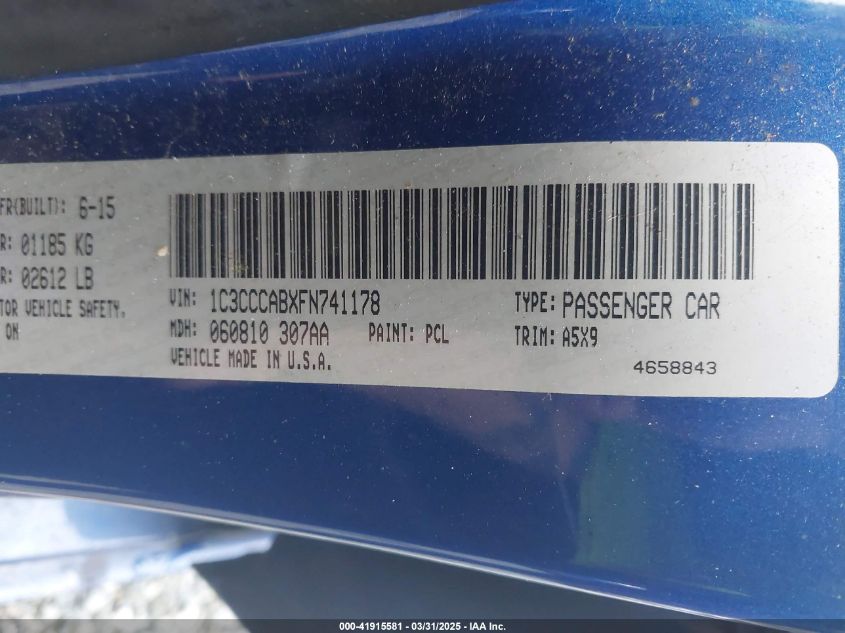 FR(BUILT): 6-15
R: 01185 KG
R: 02612 LB
TOR VEHICLE SAFETY.
ON
VIN: 1C3CCCABXFN741178
TYPE: PASSENGER CAR
MDH: 060810 307AA
PAINT: PCL
TRIM: A5X9
VEHICLE MADE IN U.S.A.
4658843
000-41915581 - 03/31/2025 - IAA Inc.